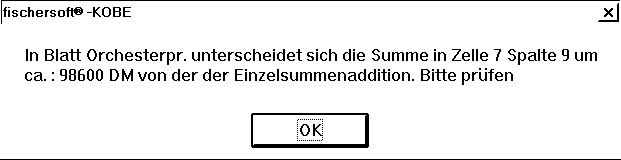 fischersoft® -KOBE
In Blatt Orchesterpr. unterscheidet sich die Summe in Zelle 7 Spalte 9 um
ca. : 98600 DM von der der Einzelsummenaddition. Bitte prüfen
OK